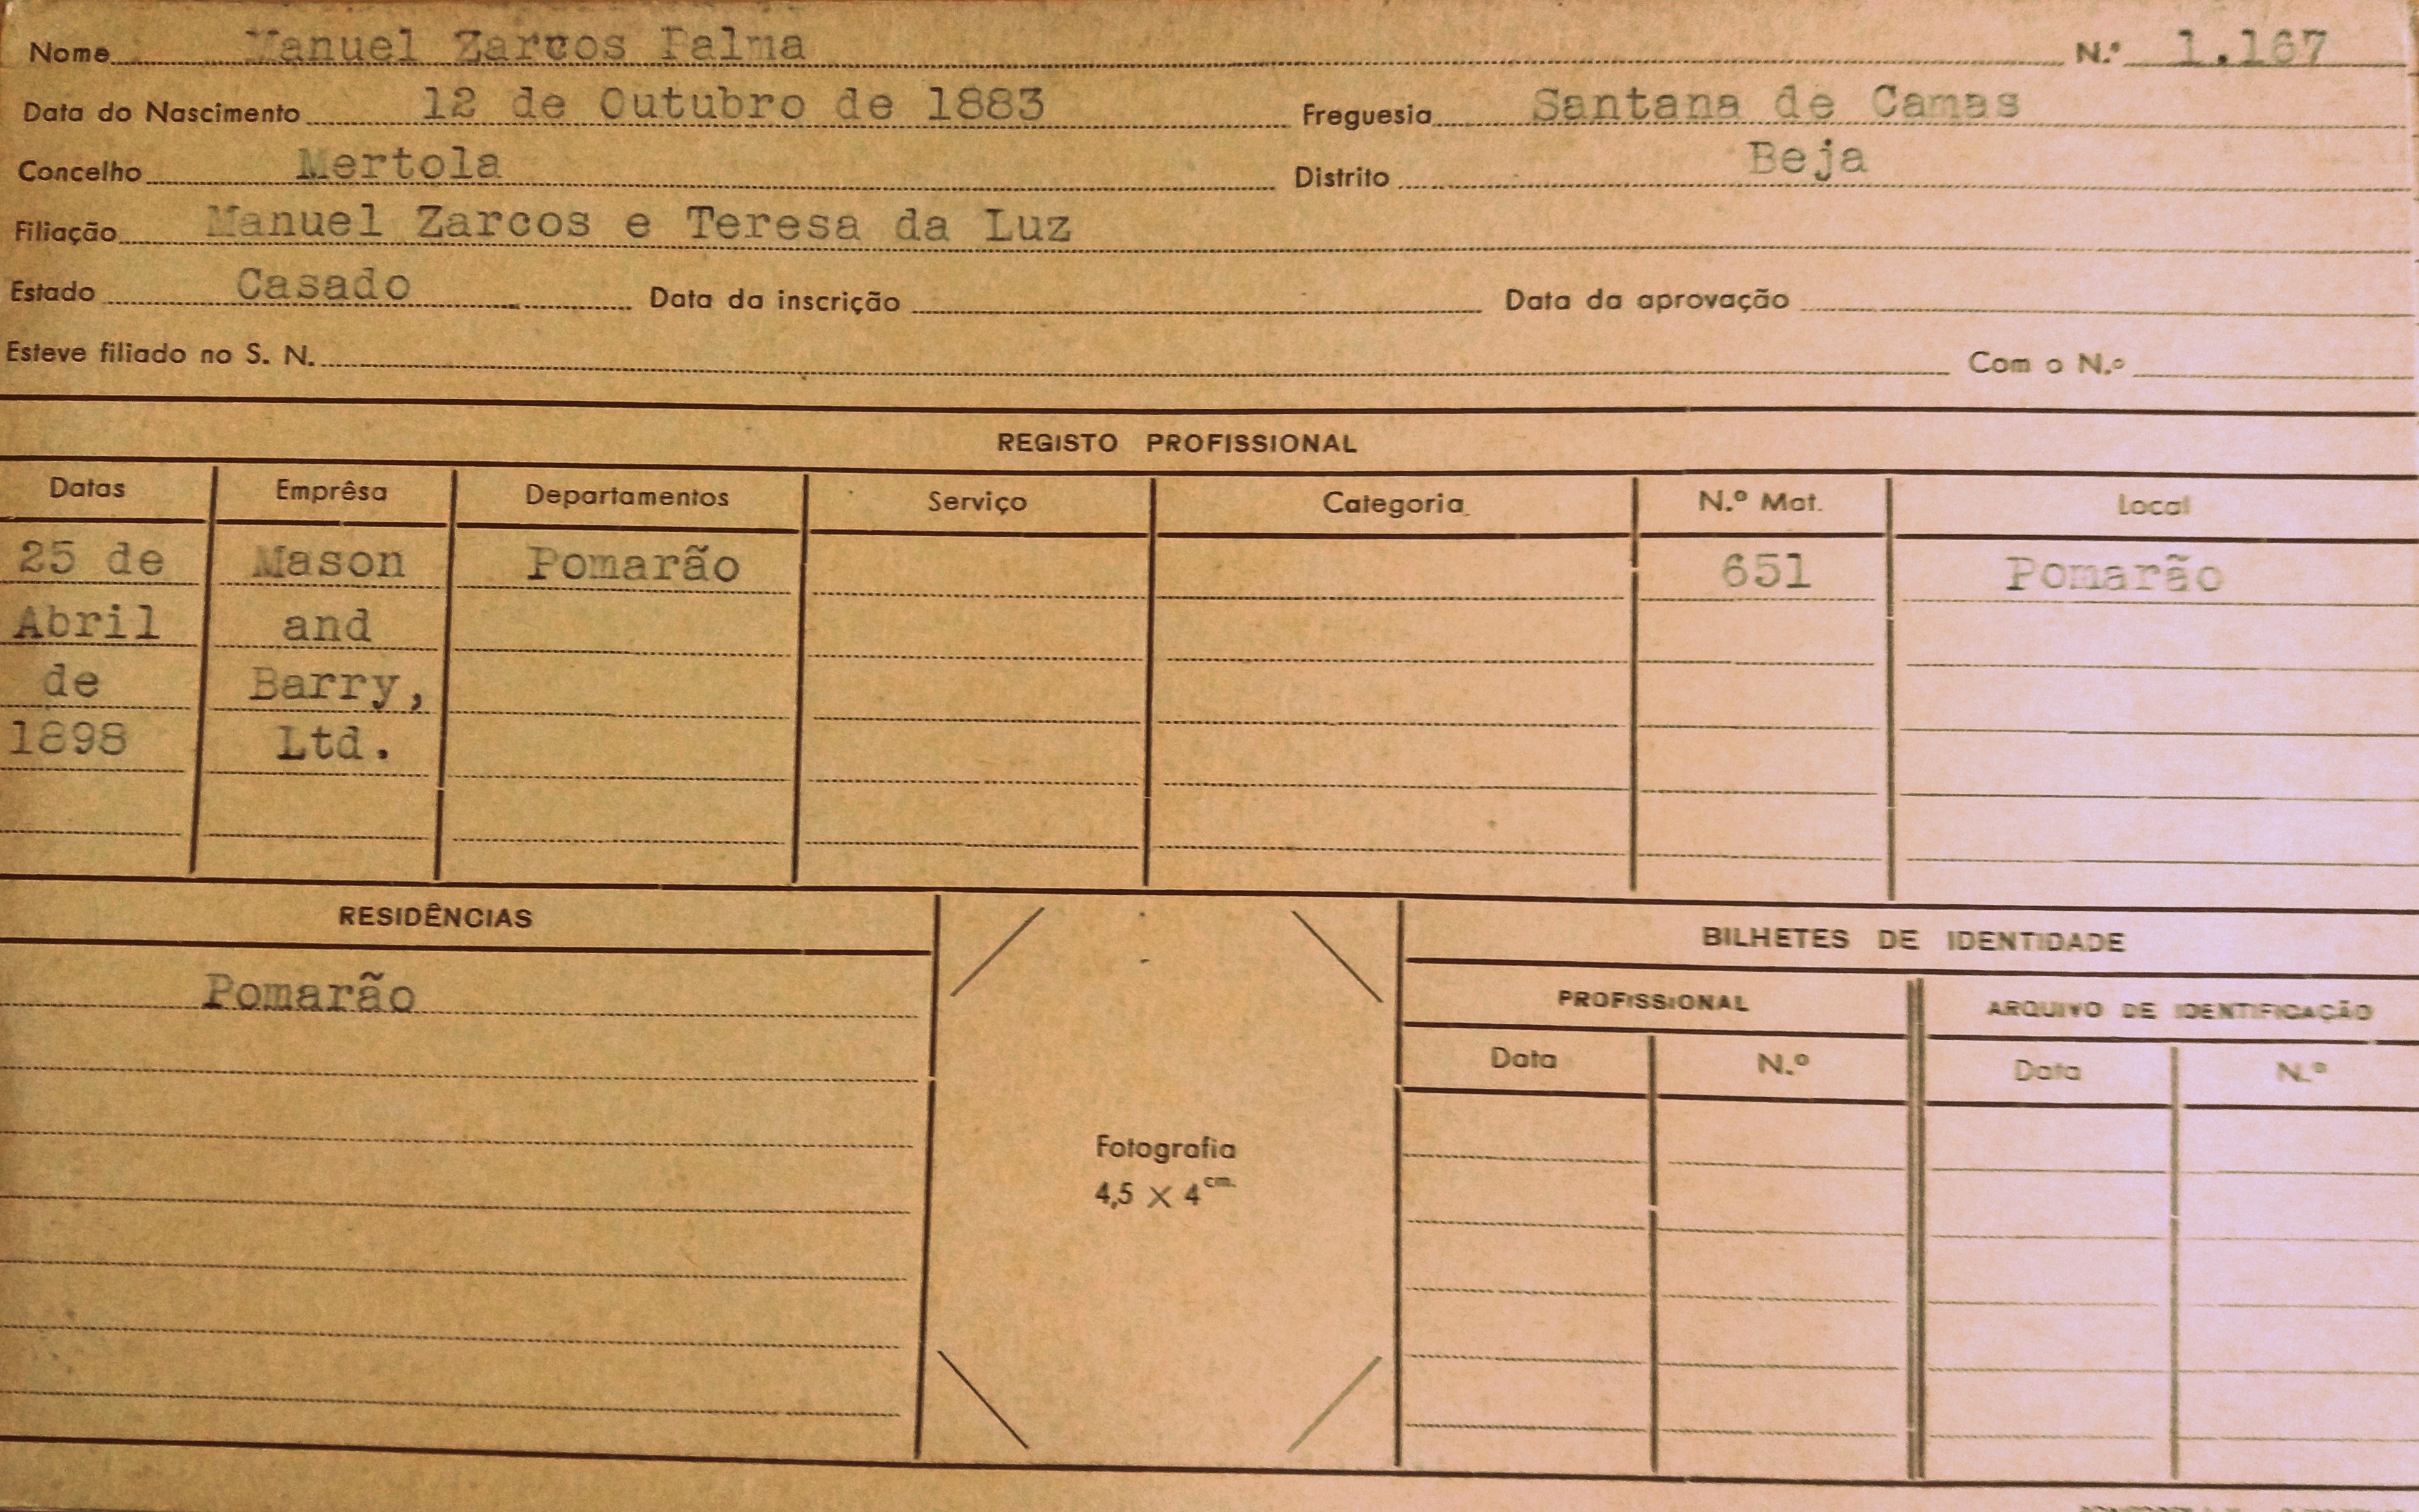 Nome Manuel Zarcos Palma N.º 1.167
Data do Nascimento 12 de Outubro de 1883 Freguesia Santana de Camas
Concelho Mertola Distrito Beja
Filiação Manuel Zarcos e Teresa da Luz
Estado Casado Data da inscrição Data da aprovação
Esteve filiado no S. N. Com o N.º
REGISTO PROFISSIONAL
Datas Emprêsa Departamentos Serviço Categoria N.º Mat. Local
25 de Mason Pomarão 651 Pomarão
Abril and
de Barry,
1898 Ltd.
RESIDÊNCIAS
BILHETES DE IDENTIDADE
Pomarão
PROFISSIONAL ARQUIVO DE IDENTIFICAÇÃO
Data N.º Data N.º
Fotografia
4,5 X 4 cm.